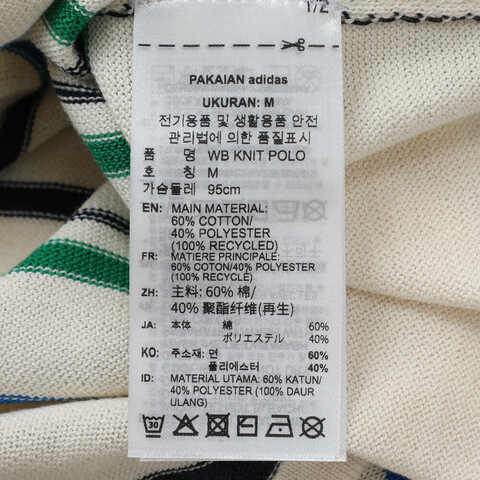 1/2
PAKAIAN adidas
UKURAN: M
전기용품 및 생활용품 안전
관리법에 의한 품질표시
품 명 WB KNIT POLO
호 칭 M
가슴둘레 95cm
EN: MAIN MATERIAL:
60% COTTON/
40% POLYESTER
(100% RECYCLED)
FR: MATIERE PRINCIPALE:
60% COTON/40% POLYESTER
(100% RECYCLE)
ZH: 主料: 60% 棉/
40% 聚酯纤维(再生)
JA: 本体 綿 60%
ポリエステル 40%
KO: 주소재: 면 60%
폴리에스터 40%
ID: MATERIAL UTAMA: 60% KATUN/
40% POLYESTER (100% DAUR
ULANG)
30